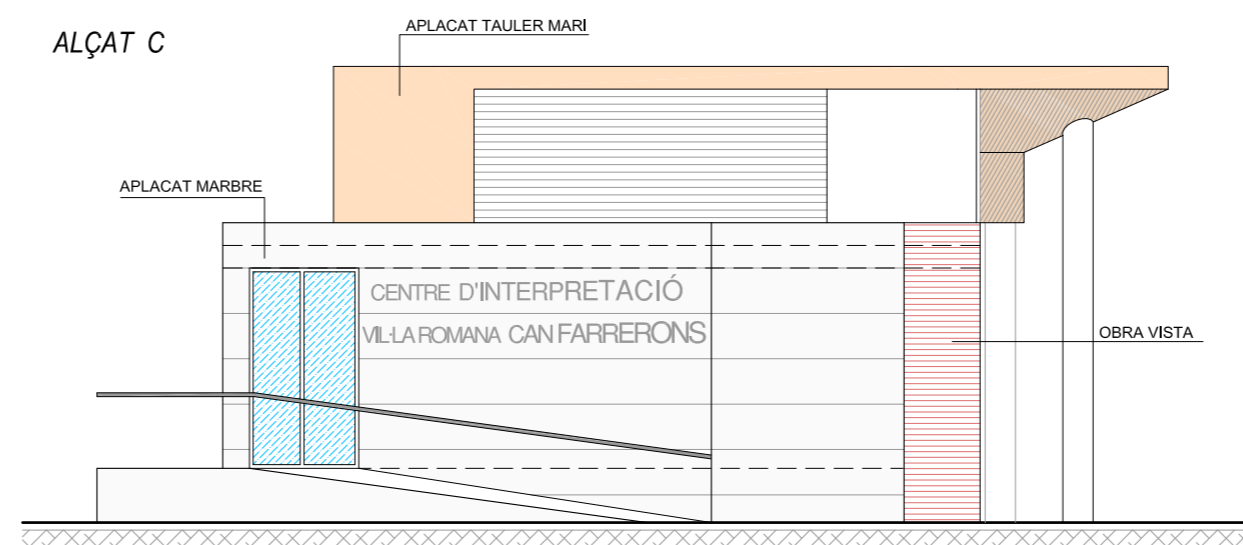 ALÇAT C
APLACAT TAULER MARI
APLACAT MARBRE
CENTRE D'INTERPRETACIÓ
VIL·LA ROMANA CAN FARRERONS
OBRA VISTA